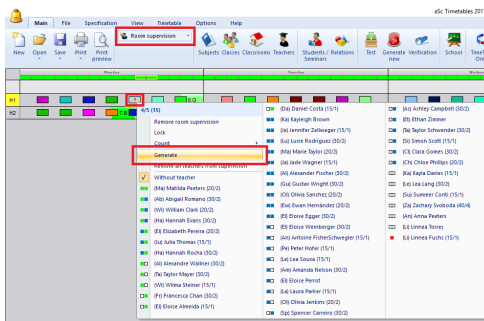 aSc Timetables 201
Main File Specification View Timetable Options Help
Room supervision
New Open Save Print Print preview Subjects Classes Classrooms Teachers Students / Seminars Relations Test Generate new Verification School
Monday Tuesday
H1
8.G
H2
7.B
4/5 (15)
Remove room supervision
Lock
Count
Generate
Remove all teachers from supervision
Without teacher
(Ma) Matilda Peeters (20/2)
(Ab) Abigail Romano (30/2)
(Wi) William Clark (20/2)
(Ha) Hannah Evans (30/2)
(El) Elizabeth Pereira (20/2)
(Ju) Julia Thomas (15/1)
(Ha) Hannah Rocha (30/2)
(Al) Alexandre Wallner (30/2)
(Ta) Taylor Mayer (30/2)
(Wi) Wilma Steiner (15/1)
(Fr) Francesca Chan (30/2)
(El) Eloise Almeida (15/1)
(Da) Daniel Costa (15/1)
(Ka) Kayleigh Brown
(Je) Jennifer Zellweger (15/1)
(Lu) Lucie Rodríguez (30/2)
(Ma) Marie Taylor (20/2)
(Ja) Jade Wagner (15/1)
(Al) Alexander Fischer (30/2)
(Gu) Gustav Wright (30/2)
(Ol) Olivia Sanchez (20/2)
(Ew) Ewan Hernández (20/2)
(El) Eloise Egger (30/2)
(El) Eloise Weinberger (30/2)
(An) Antoine FisherSchwegler (15/1)
(Pe) Peter Hofer (15/1)
(Le) Lea Sousa (15/1)
(Am) Amanda Nelson (30/2)
(El) Eloise Perrot
(La) Laura Parker (15/1)
(Ol) Olivia Jenkins (20/2)
(Sp) Spencer Carreiro (30/2)
(As) Ashley Campbell (30/2)
(Et) Ethan Zimmer
(Ta) Taylor Schwender (30/2)
(Si) Simon Scott (15/1)
(Cl) Clara Gomes (30/2)
(Ch) Chloe Phillips (20/2)
(Ka) Kayla Davies (15/1)
(Le) Lea Lang (30/2)
(Su) Summer Conti (15/1)
(Za) Zachary Svoboda (40/4)
(An) Anna Peeters
(Li) Linnea Torres
(Li) Linnea Fuchs (15/1)